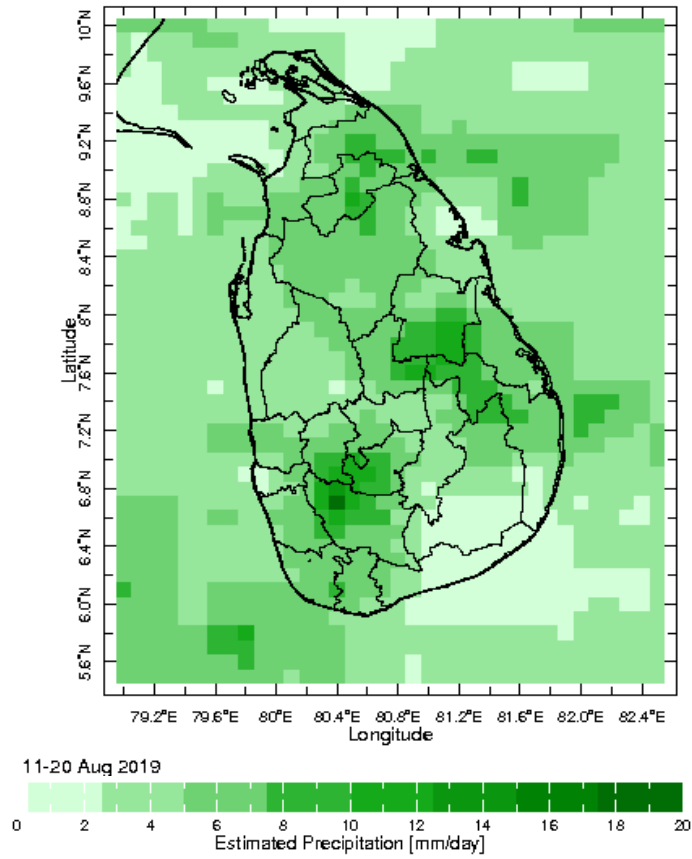 10°N
9.6°N
9.2°N
8.8°N
8.4°N
8°N
7.6°N
7.2°N
6.8°N
6.4°N
6.0°N
5.6°N
Latitude
79.2°E 79.6°E 80°E 80.4°E 80.8°E 81.2°E 81.6°E 82.0°E 82.4°E
Longitude
11-20 Aug 2019
0 2 4 6 8 10 12 14 16 18 20
Estimated Precipitation [mm/day]